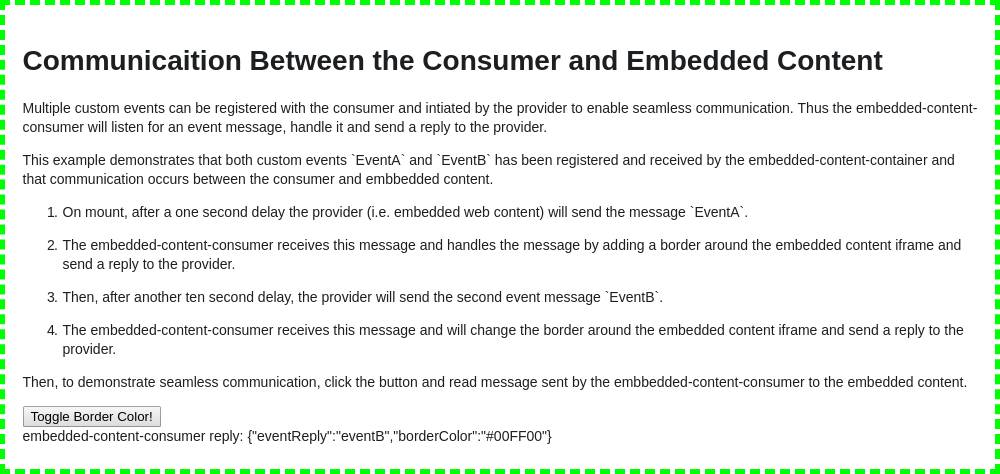 Communicaition Between the Consumer and Embedded Content
Multiple custom events can be registered with the consumer and intiated by the provider to enable seamless communication. Thus the embedded-content-
consumer will listen for an event message, handle it and send a reply to the provider.
This example demonstrates that both custom events `EventA` and `EventB` has been registered and received by the embedded-content-container and
that communication occurs between the consumer and embbedded content.
1. On mount, after a one second delay the provider (i.e. embedded web content) will send the message `EventA`.
2. The embedded-content-consumer receives this message and handles the message by adding a border around the embedded content iframe and
send a reply to the provider.
3. Then, after another ten second delay, the provider will send the second event message `EventB`.
4. The embedded-content-consumer receives this message and will change the border around the embedded content iframe and send a reply to the
provider.
Then, to demonstrate seamless communication, click the button and read message sent by the embbedded-content-consumer to the embedded content.
Toggle Border Color!
embedded-content-consumer reply: {"eventReply":"eventB","borderColor":"#00FF00"}